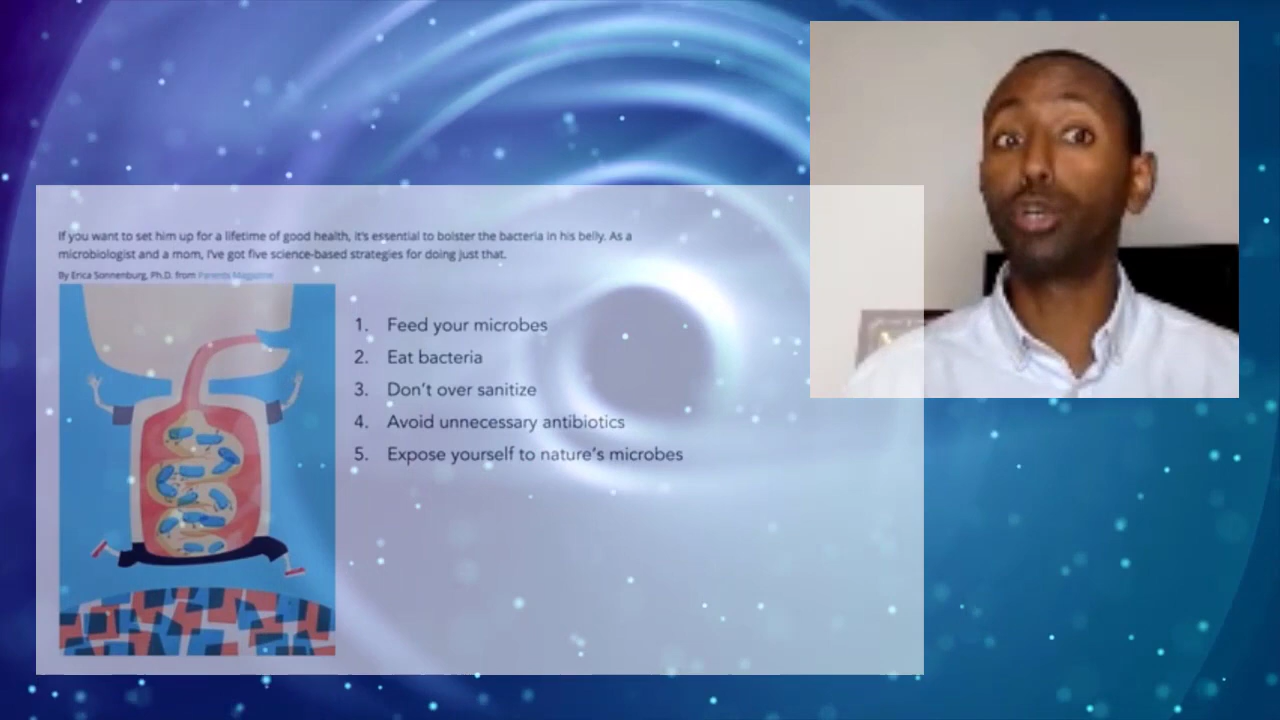 If you want to set him up for a lifetime of good health, it's essential to bolster the bacteria in his belly. As a
microbiologist and a mom, I've got five science-based strategies for doing just that.
By Erica Sonnenburg, Ph.D. from Parents Magazine
1. Feed your microbes
2. Eat bacteria
3. Don't over sanitize
4. Avoid unnecessary antibiotics
5. Expose yourself to nature's microbes